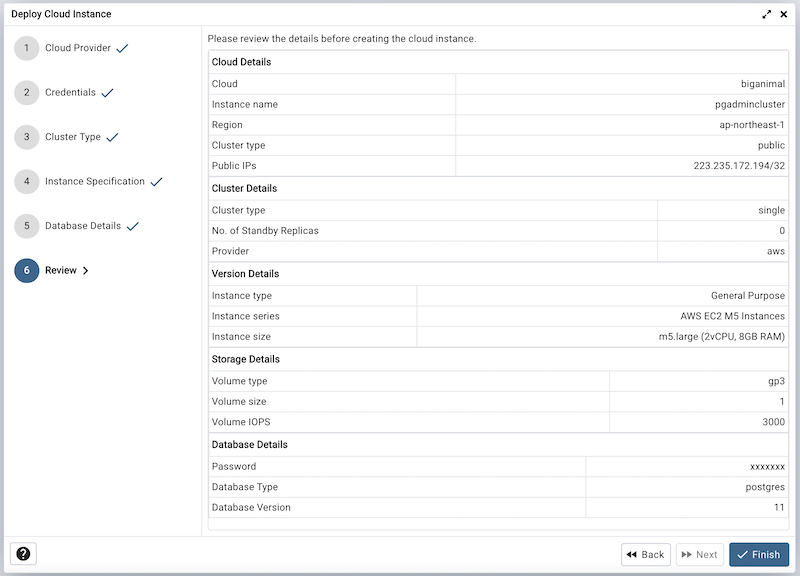 Deploy Cloud Instance
1 Cloud Provider
2 Credentials
3 Cluster Type
4 Instance Specification
5 Database Details
6 Review
Please review the details before creating the cloud instance.
Cloud Details
Cloud biganimal
Instance name pgadmincluster
Region ap-northeast-1
Cluster type public
Public IPs 223.235.172.194/32
Cluster Details
Cluster type single
No. of Standby Replicas 0
Provider aws
Version Details
Instance type General Purpose
Instance series AWS EC2 M5 Instances
Instance size m5.large (2vCPU, 8GB RAM)
Storage Details
Volume type gp3
Volume size 1
Volume IOPS 3000
Database Details
Password xxxxxxx
Database Type postgres
Database Version 11
? Back Next Finish